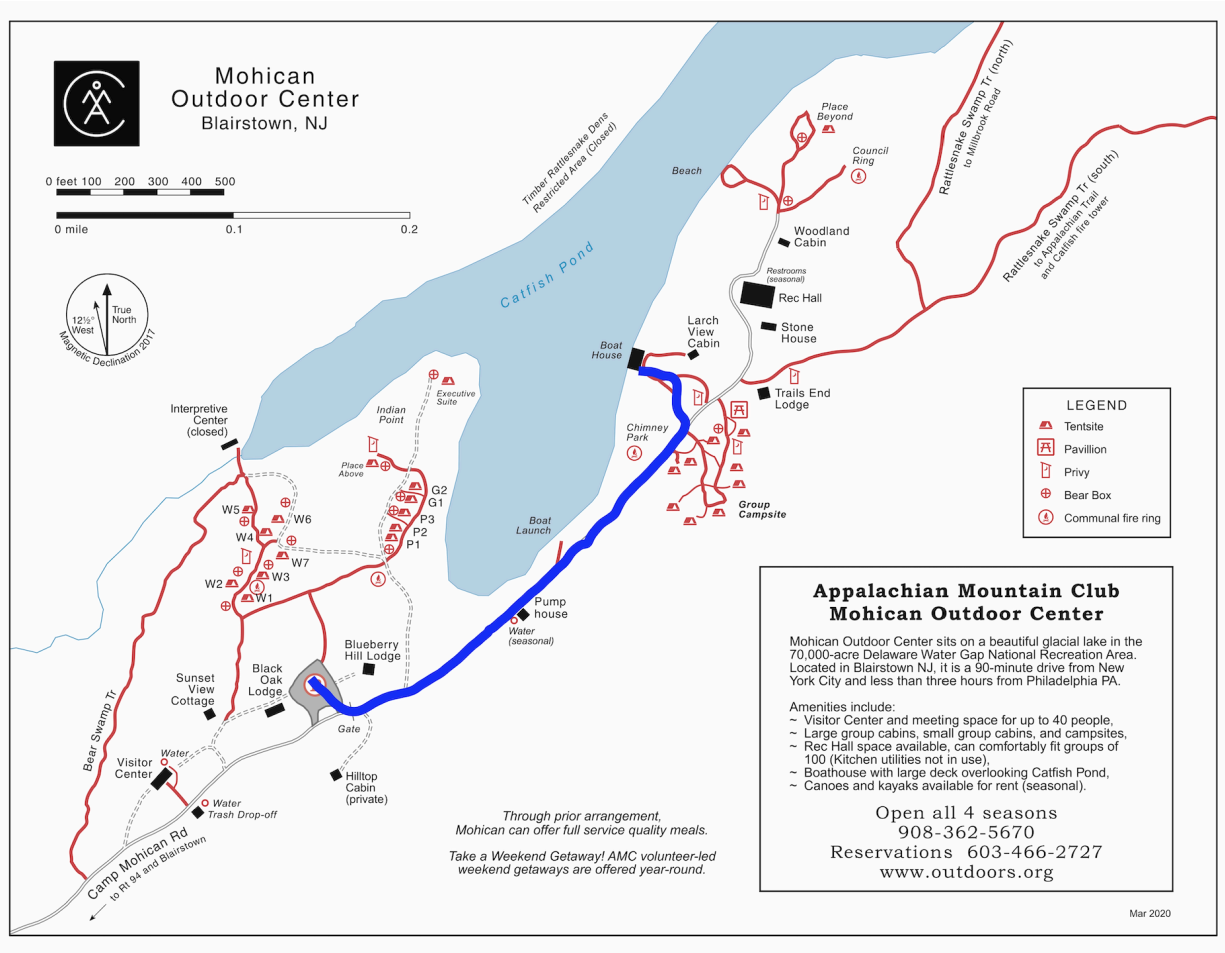 Mohican
Outdoor Center
Blairstown, NJ
0 feet 100 200 300 400 500
0 mile 0.1 0.2
12½°
West
True
North
Magnetic Declination 2017
Timber Rattlesnake Dens
Restricted Area (Closed)
Catfish Pond
Place
Beyond
Council
Ring
Beach
Rattlesnake Swamp Tr (north)
to Millbrook Road
Rattlesnake Swamp Tr (south)
to Appalachian Trail
and Catfish fire tower
Woodland
Cabin
Restrooms
(seasonal)
Rec Hall
Stone
House
Larch
View
Cabin
Boat
House
Trails End
Lodge
Executive
Suite
Indian
Point
Interpretive
Center
(closed)
Chimney
Park
Place
Above
G2
G1
P3
P2
P1
W5
W6
W4
W7
W3
W2
W1
Group
Campsite
Boat
Launch
Pump
house
Water
(seasonal)
Blueberry
Hill Lodge
Black
Oak
Lodge
Sunset
View
Cottage
Bear Swamp Tr
Gate
Water
Visitor
Center
Hilltop
Cabin
(private)
Water
Trash Drop-off
Camp Mohican Rd
to Rt 94 and Blairstown
Through prior arrangement,
Mohican can offer full service quality meals.
Take a Weekend Getaway! AMC volunteer-led
weekend getaways are offered year-round.
LEGEND
Tentsite
Pavillion
Privy
Bear Box
Communal fire ring
Appalachian Mountain Club
Mohican Outdoor Center
Mohican Outdoor Center sits on a beautiful glacial lake in the
70,000-acre Delaware Water Gap National Recreation Area.
Located in Blairstown NJ, it is a 90-minute drive from New
York City and less than three hours from Philadelphia PA.
Amenities include:
~ Visitor Center and meeting space for up to 40 people,
~ Large group cabins, small group cabins, and campsites,
~ Rec Hall space available, can comfortably fit groups of
100 (Kitchen utilities not in use),
~ Boathouse with large deck overlooking Catfish Pond,
~ Canoes and kayaks available for rent (seasonal).
Open all 4 seasons
908-362-5670
Reservations 603-466-2727
www.outdoors.org
Mar 2020